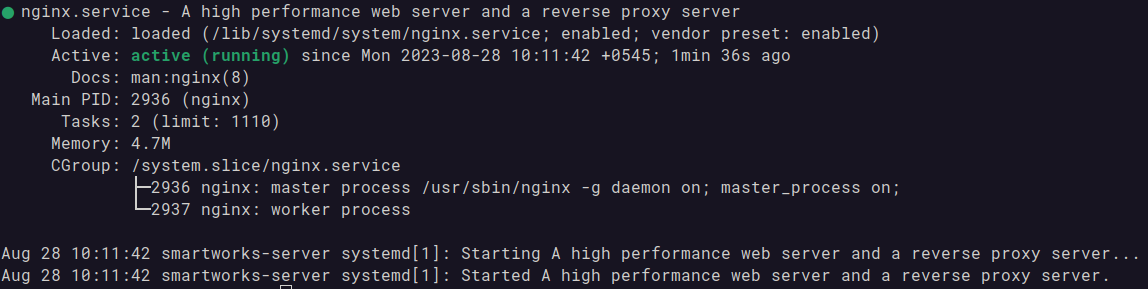 ● nginx.service - A high performance web server and a reverse proxy server
     Loaded: loaded (/lib/systemd/system/nginx.service; enabled; vendor preset: enabled)
     Active: active (running) since Mon 2023-08-28 10:11:42 +0545; 1min 36s ago
       Docs: man:nginx(8)
   Main PID: 2936 (nginx)
      Tasks: 2 (limit: 1110)
     Memory: 4.7M
     CGroup: /system.slice/nginx.service
             ├─2936 nginx: master process /usr/sbin/nginx -g daemon on; master_process on;
             └─2937 nginx: worker process

Aug 28 10:11:42 smartworks-server systemd[1]: Starting A high performance web server and a reverse proxy server...
Aug 28 10:11:42 smartworks-server systemd[1]: Started A high performance web server and a reverse proxy server.